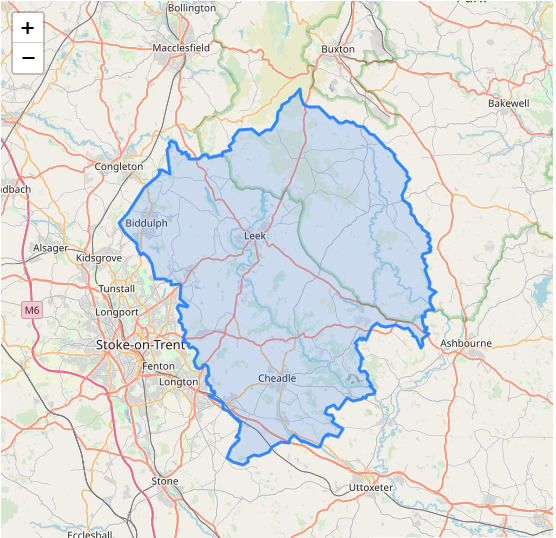 Bollington
+
Macclesfield
Buxton
−
Bakewell
Congleton
dbach
Biddulph
Leek
Alsager
Kidsgrove
Tunstall
M6
Longport
Stoke-on-Trent
Ashbourne
Fenton
Longton
Cheadle
Stone
Uttoxeter
Eccleshall